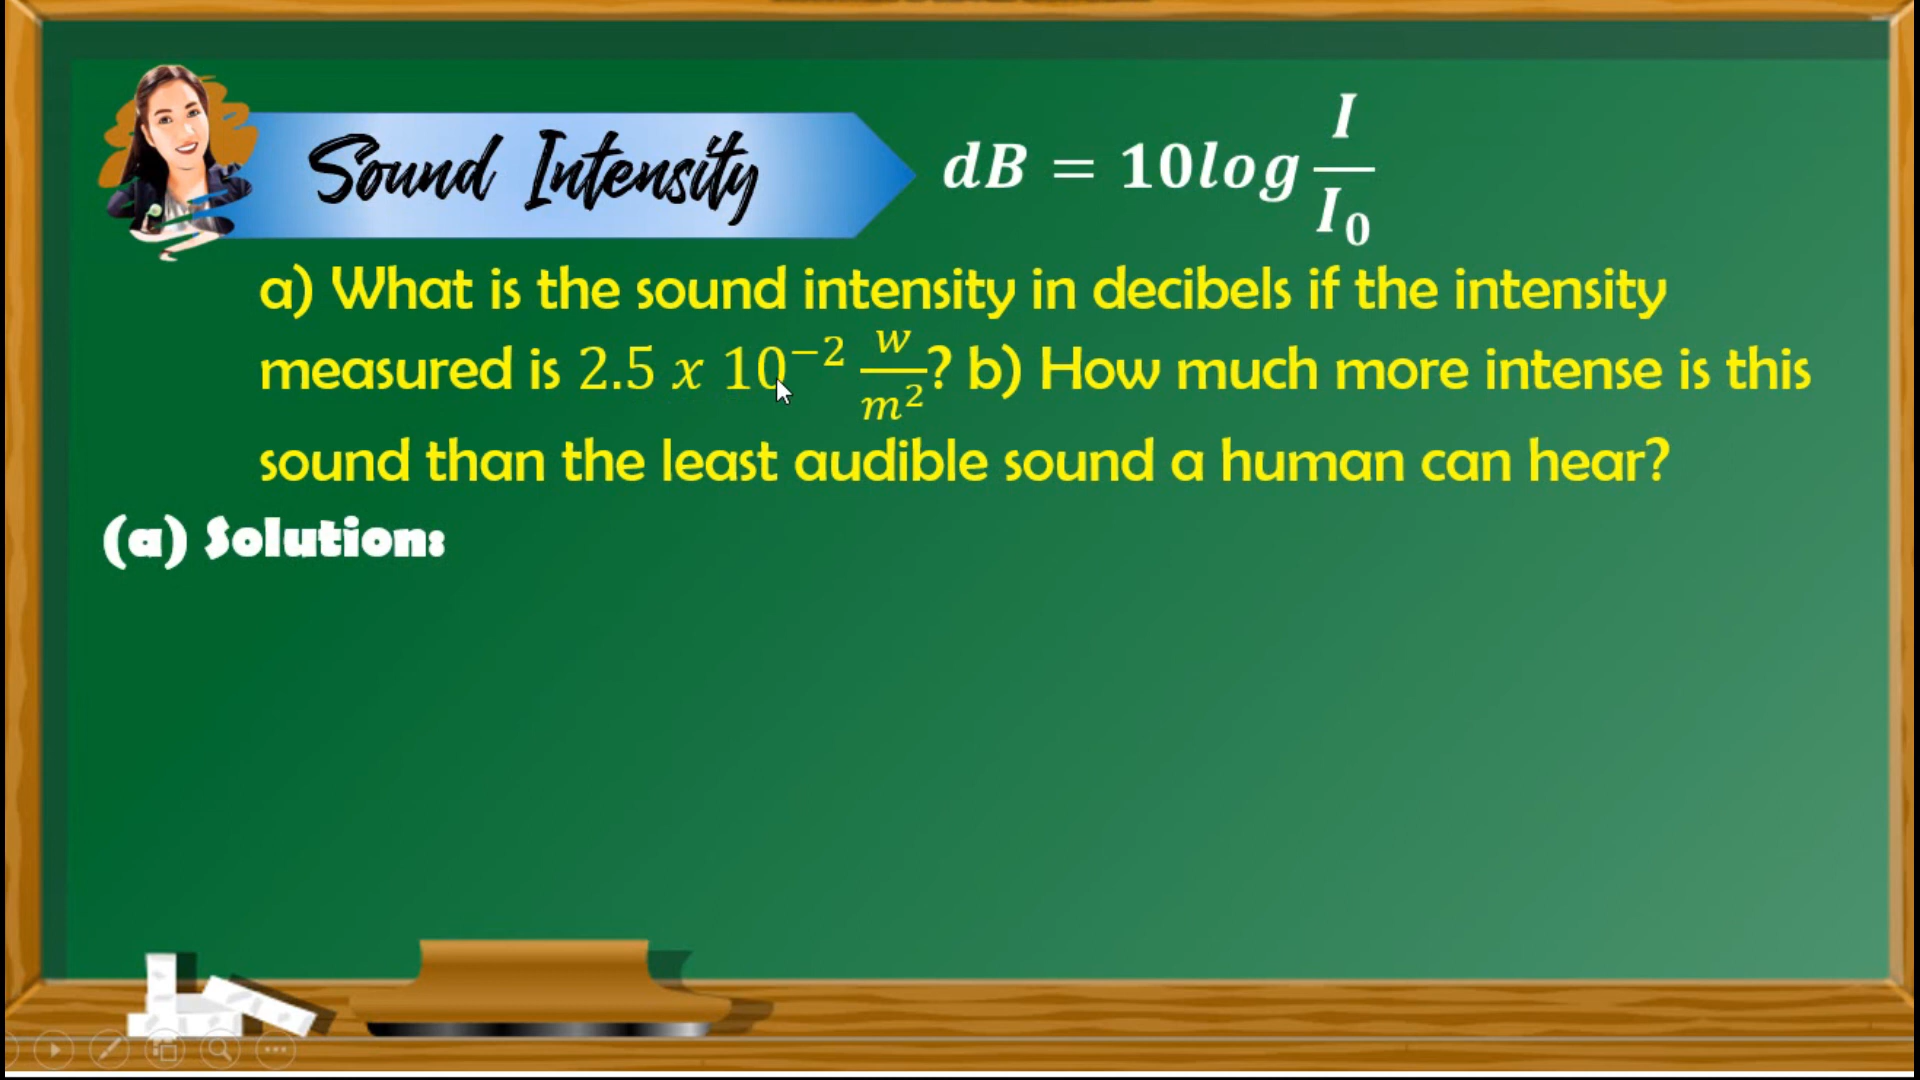 Sound Intensity
dB = 10log I/I₀
a) What is the sound intensity in decibels if the intensity
measured is 2.5 x 10⁻² w/m²? b) How much more intense is this
sound than the least audible sound a human can hear?
(a) Solution: